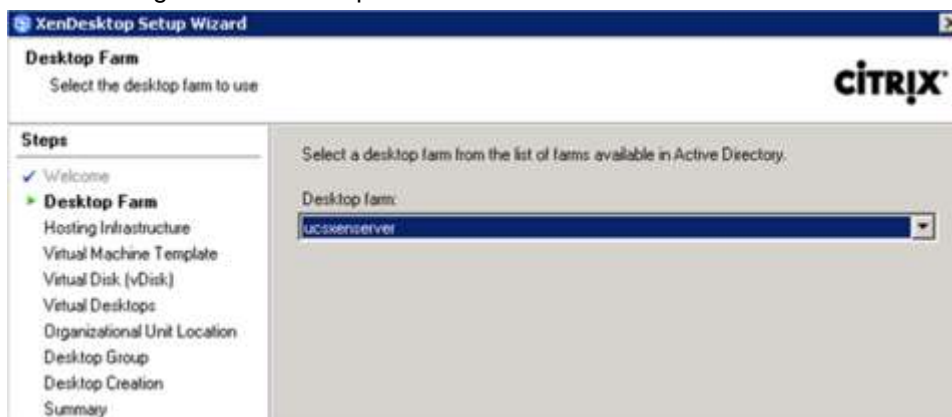 XenDesktop Setup Wizard
Desktop Farm
Select the desktop farm to use
CİTRIX
Steps
Welcome
Desktop Farm
Hosting Infrastructure
Virtual Machine Template
Virtual Disk (vDisk)
Virtual Desktops
Organizational Unit Location
Desktop Group
Desktop Creation
Summary
Select a desktop farm from the list of farms available in Active Directory.
Desktop farm:
ucsxenserver